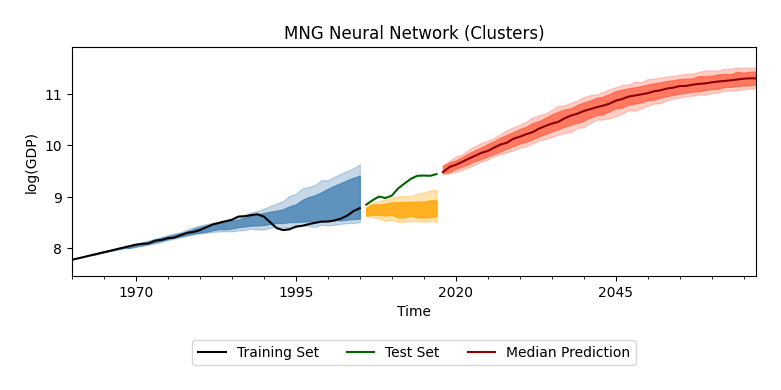 MNG Neural Network (Clusters)
log(GDP)
11
10
9
8
1970 1995 2020 2045
Time
Training Set Test Set Median Prediction